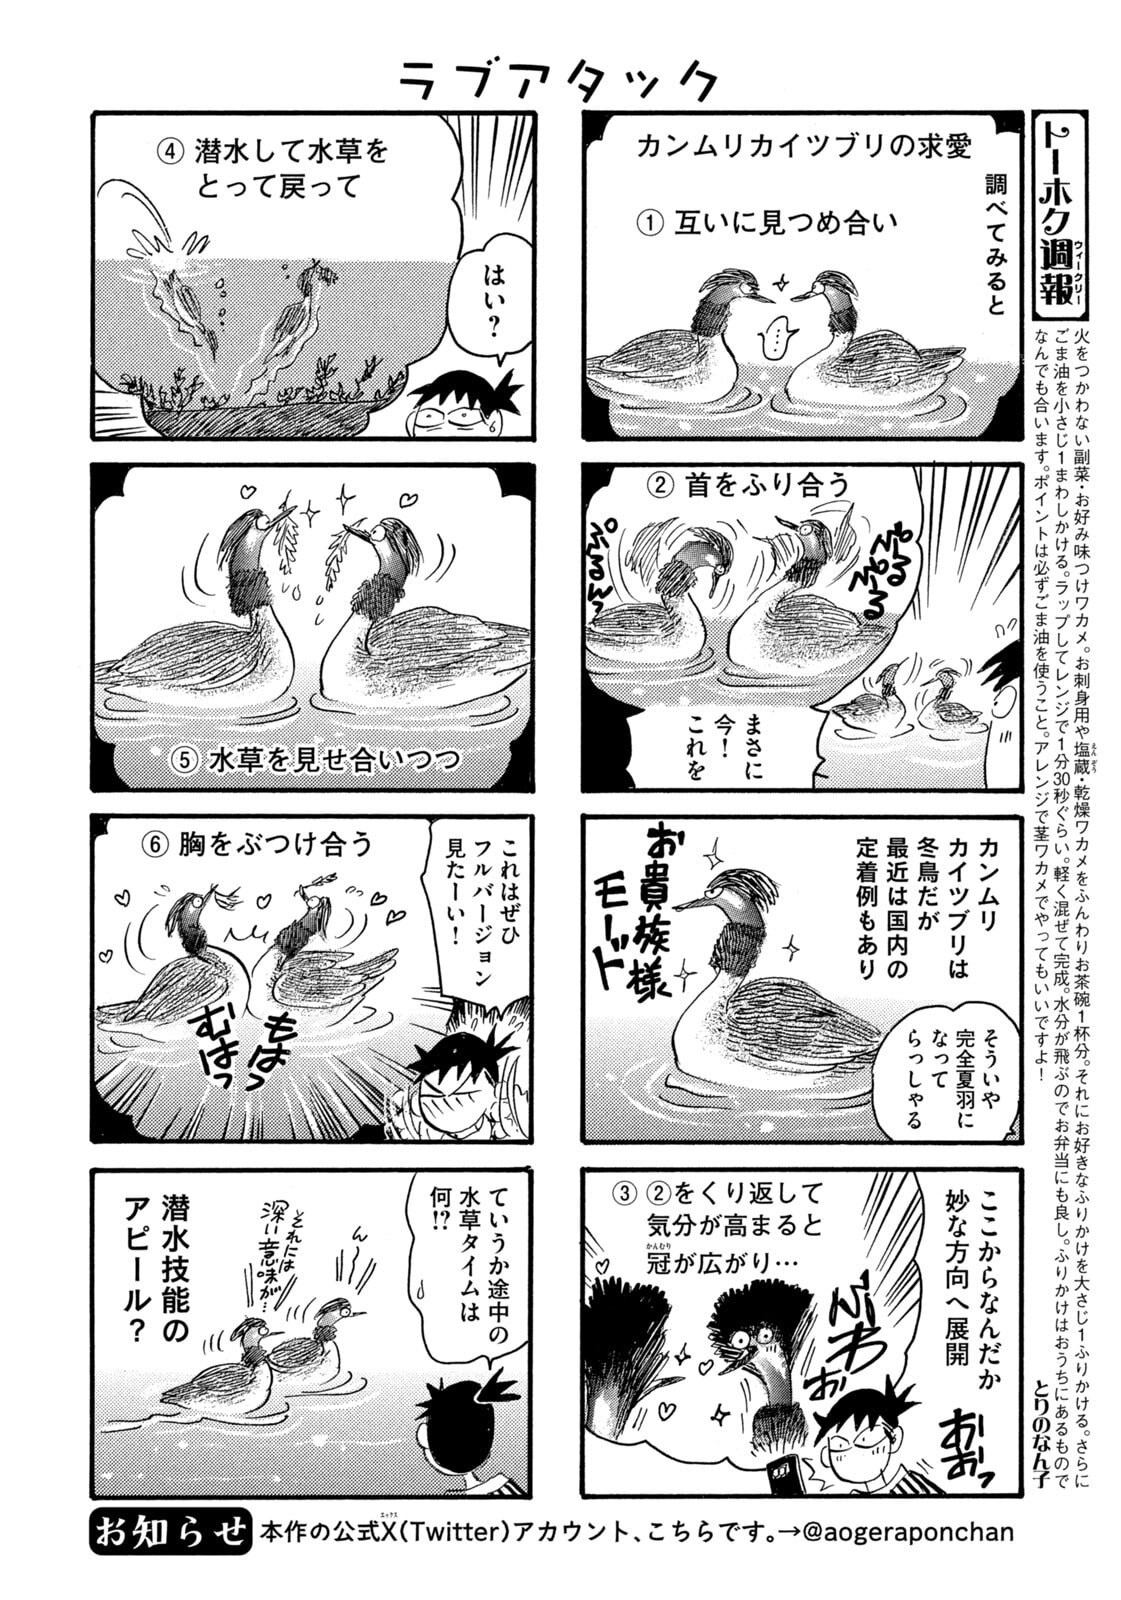 ラブアタック
トーホク週報
ウィークリー
火をつかわない副菜・お好み味つけワカメ。お刺身用や塩蔵・乾燥ワカメをふんわりお茶碗1杯分。それにお好きなふりかけを大さじ1ふりかける。さらに
えんぞう
ごま油を小さじ1まわしかける。ラップしてレンジで1分30秒ぐらい。軽く混ぜて完成。水分が飛ぶのでお弁当にも良し。ふりかけはおうちにあるもので
なんでも合います。ポイントは必ずごま油を使うこと。アレンジで茎ワカメでやってもいいですよ!
とりのなん子
調べてみると
カンムリカイツブリの求愛
① 互いに見つめ合い
…
② 首をふり合う
ぷるぷるぷる
ぷるるん
まさに
今!
これを
カンムリ
カイツブリは
冬鳥だが
最近は国内の
定着例もあり
お貴族様
モード
そういや
完全夏羽に
なって
らっしゃる
ここからなんだか
妙な方向へ展開
③ ②をくり返して
気分が高まると
冠が広がり…
かんむり
ぶわ
おおっ
④ 潜水して水草を
とって戻って
はい?
⑤ 水草を見せ合いつつ
これはぜひ
フルバージョン
見たーい!
⑥ 胸をぶつけ合う
もはっ
むはっ
ていうか途中の
水草タイムは
何!?
ん〜
それには
深い意味が…
潜水技能の
アピール?
お知らせ
本作の公式X(Twitter)アカウント、こちらです。→@aogeraponchan
エックス